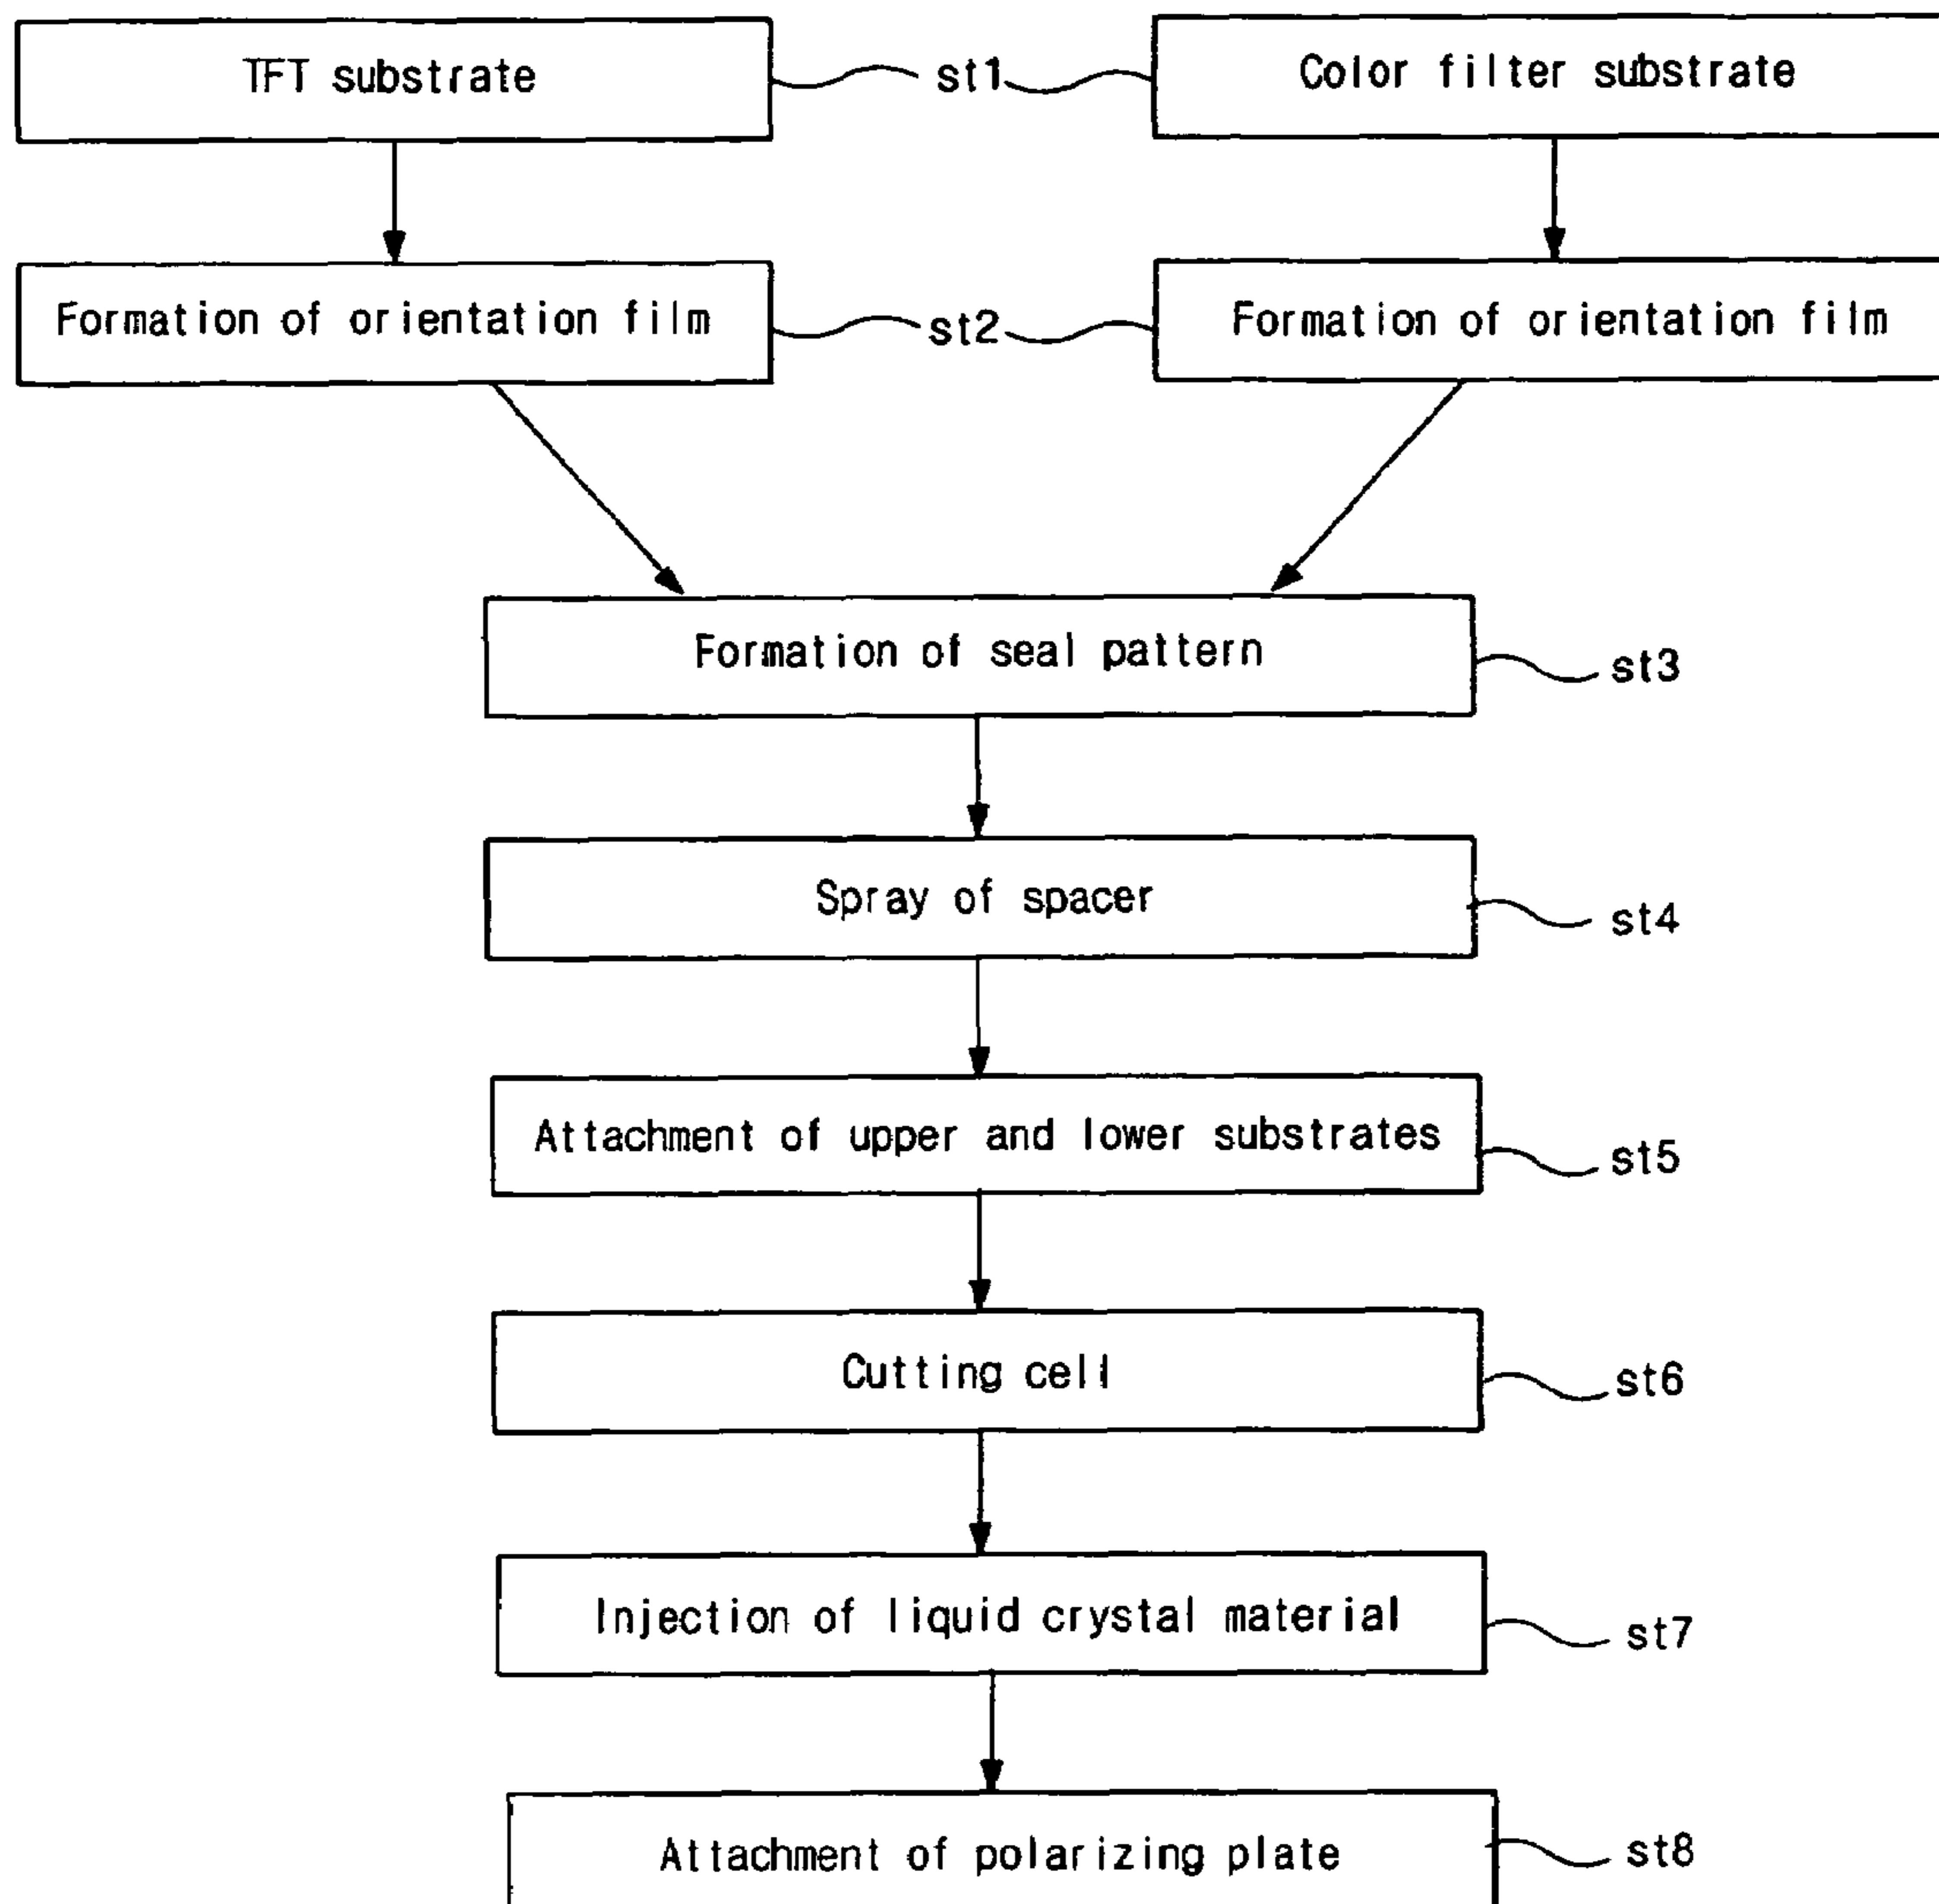 TFT substrate
st1
Color filter substrate
Formation of orientation film
st2
Formation of orientation film
Formation of seal pattern
st3
Spray of spacer
st4
Attachment of upper and lower substrates
st5
Cutting cell
st6
Injection of liquid crystal material
st7
Attachment of polarizing plate
st8